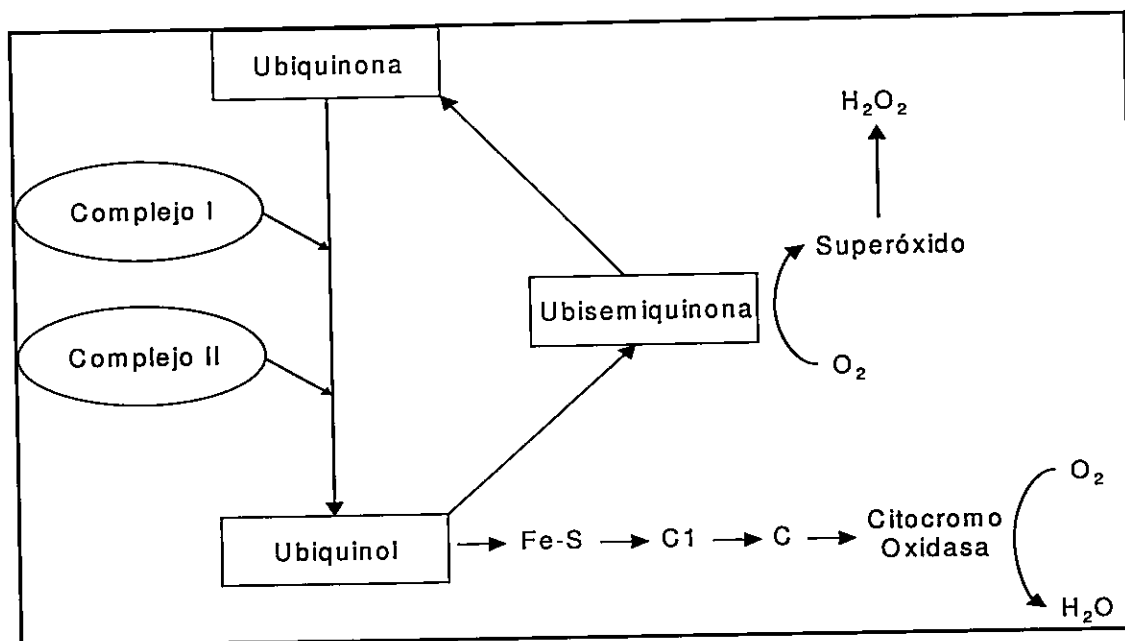 Ubiquinona
H₂O₂
Complejo I
Superóxido
Ubisemiquinona
Complejo II
O₂
O₂
Ubiquinol
Fe-S
C1
C
Citocromo
Oxidasa
H₂O